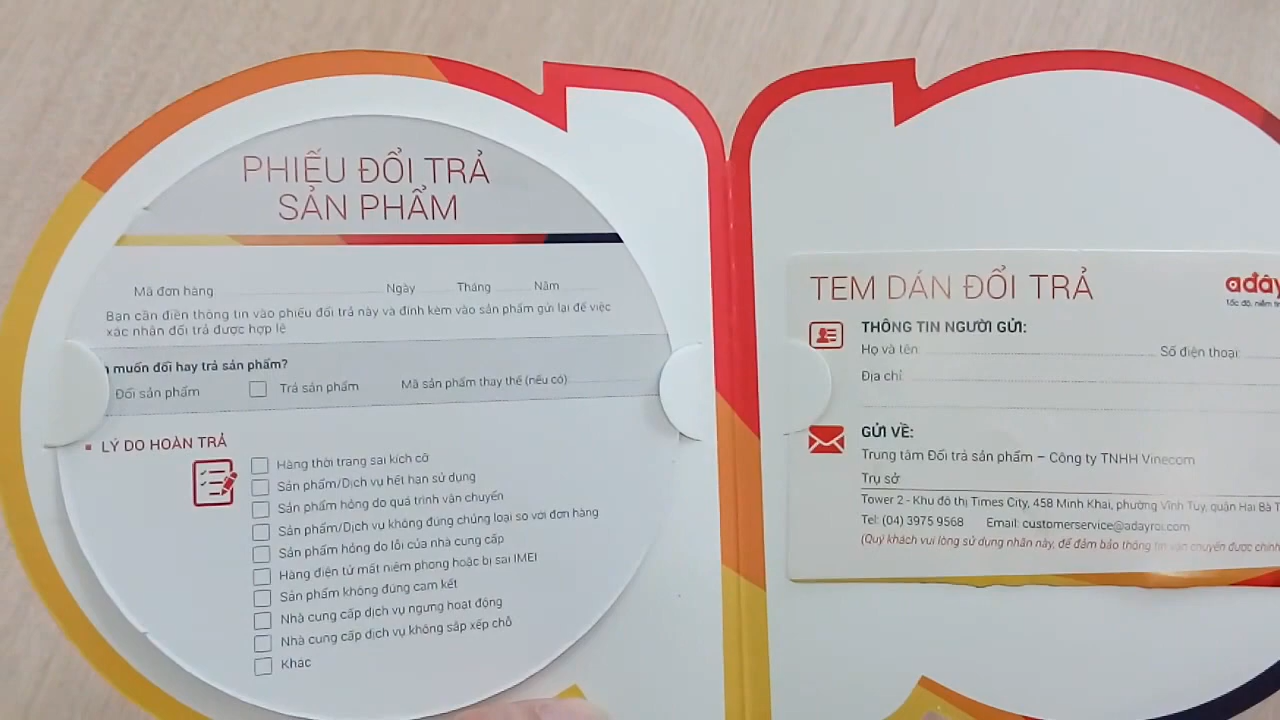 PHIẾU ĐỔI TRẢ
SẢN PHẨM
Mã đơn hàng Ngày Tháng Năm
Bạn cần điền thông tin vào phiếu đổi trả này và đính kèm vào sản phẩm gửi lại để việc
xác nhận đổi trả được hợp lệ
muốn đổi hay trả sản phẩm?
Đổi sản phẩm Trả sản phẩm Mã sản phẩm thay thế (nếu có)
LÝ DO HOÀN TRẢ
Hàng thời trang sai kích cỡ
Sản phẩm/Dịch vụ hết hạn sử dụng
Sản phẩm hỏng do quá trình vận chuyển
Sản phẩm/Dịch vụ không đúng chủng loại so với đơn hàng
Sản phẩm hỏng do lỗi của nhà cung cấp
Hàng điện tử mất niêm phong hoặc bị sai IMEI
Sản phẩm không đúng cam kết
Nhà cung cấp dịch vụ ngưng hoạt động
Nhà cung cấp dịch vụ không sắp xếp chỗ
Khác
TEM DÁN ĐỔI TRẢ
adây
Tốc độ, niềm
THÔNG TIN NGƯỜI GỬI:
Họ và tên Số điện thoại
Địa chỉ
GỬI VỀ:
Trung tâm Đổi trả sản phẩm – Công ty TNHH Vinecom
Trụ sở
Tower 2 - Khu đô thị Times City, 458 Minh Khai, phường Vĩnh Tuy, quận Hai Bà T
Tel: (04) 3975 9568 Email: customerservice@adayroi.com
(Quý khách vui lòng sử dụng nhãn này, để đảm bảo thông tin vận chuyển được chính